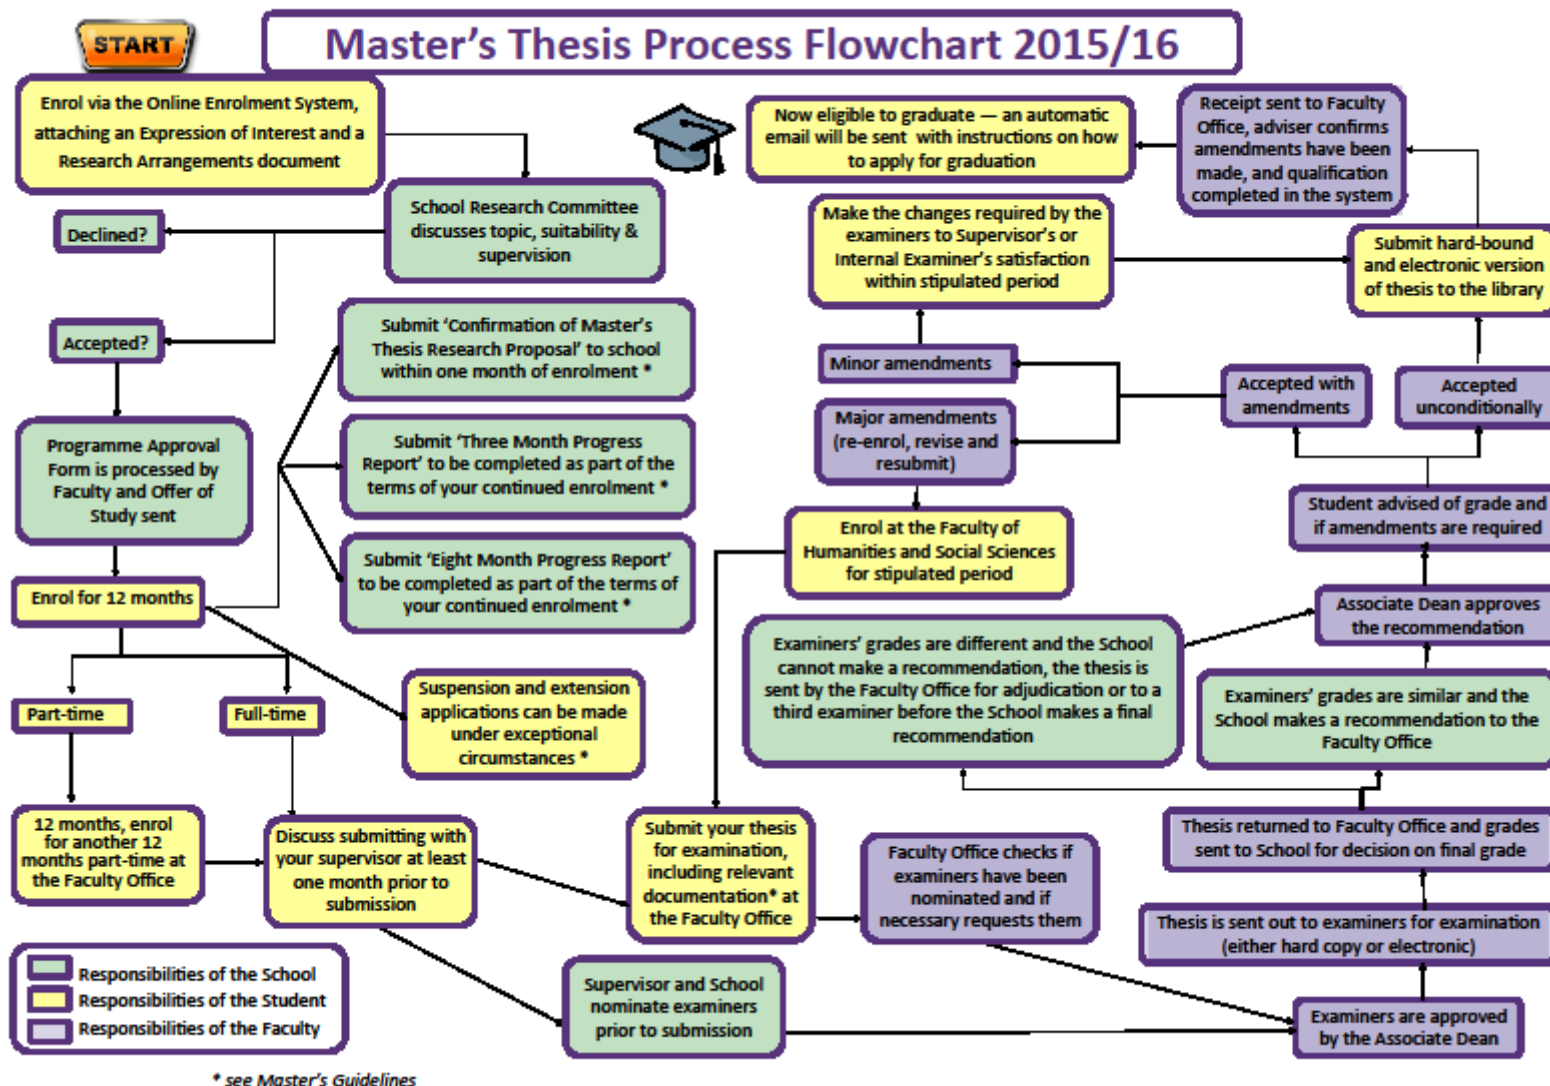 START
Master's Thesis Process Flowchart 2015/16
Enrol via the Online Enrolment System,
attaching an Expression of Interest and a
Research Arrangements document
School Research Committee
discusses topic, suitability &
supervision
Declined?
Accepted?
Programme Approval
Form is processed by
Faculty and Offer of
Study sent
Enrol for 12 months
Part-time
Full-time
12 months, enrol
for another 12
months part-time at
the Faculty Office
Submit ‘Confirmation of Master’s
Thesis Research Proposal’ to school
within one month of enrolment *
Submit ‘Three Month Progress
Report’ to be completed as part of the
terms of your continued enrolment *
Submit ‘Eight Month Progress Report’
to be completed as part of the terms of
your continued enrolment *
Suspension and extension
applications can be made
under exceptional
circumstances *
Discuss submitting with
your supervisor at least
one month prior to
submission
Submit your thesis
for examination,
including relevant
documentation* at
the Faculty Office
Supervisor and School
nominate examiners
prior to submission
Faculty Office checks if
examiners have been
nominated and if
necessary requests them
Examiners are approved
by the Associate Dean
Thesis is sent out to examiners for examination
(either hard copy or electronic)
Thesis returned to Faculty Office and grades
sent to School for decision on final grade
Examiners’ grades are different and the School
cannot make a recommendation, the thesis is
sent by the Faculty Office for adjudication or to a
third examiner before the School makes a final
recommendation
Examiners’ grades are similar and the
School makes a recommendation to the
Faculty Office
Associate Dean approves
the recommendation
Student advised of grade and
if amendments are required
Accepted with
amendments
Accepted
unconditionally
Minor amendments
Major amendments
(re-enrol, revise and
resubmit)
Enrol at the Faculty of
Humanities and Social Sciences
for stipulated period
Make the changes required by the
examiners to Supervisor’s or
Internal Examiner’s satisfaction
within stipulated period
Submit hard-bound
and electronic version
of thesis to the library
Receipt sent to Faculty
Office, adviser confirms
amendments have been
made, and qualification
completed in the system
Now eligible to graduate — an automatic
email will be sent with instructions on how
to apply for graduation
Responsibilities of the School
Responsibilities of the Student
Responsibilities of the Faculty
* see Master’s Guidelines